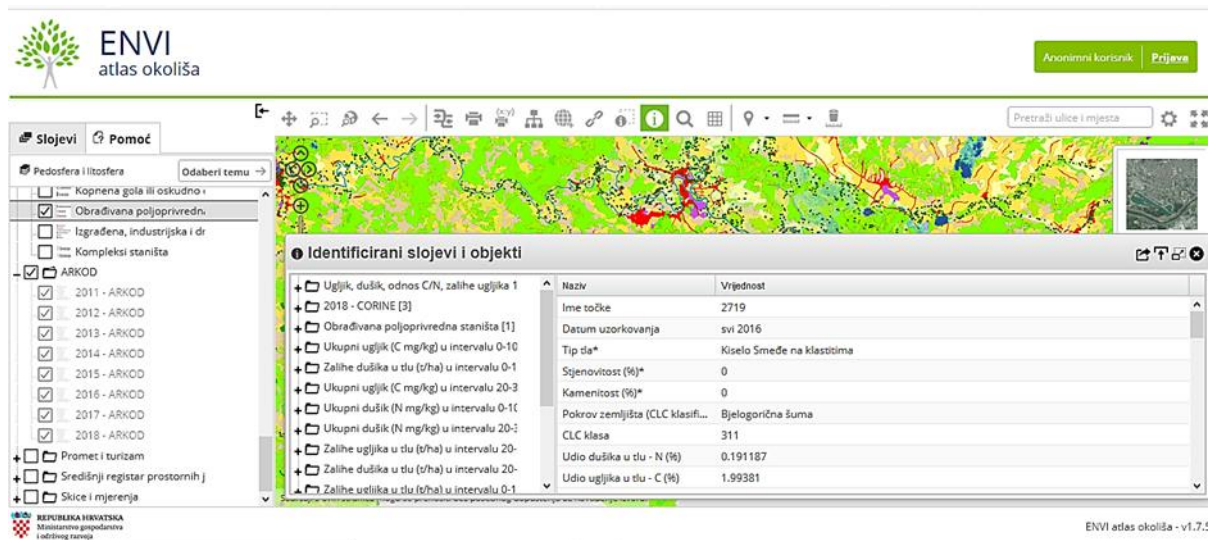 ENVI
atlas okoliša
Anonimni korisnik Prijava
Slojevi Pomoć
Pretraži ulice i mjesta
Pedosfera i litosfera Odaberi temu →
Kopnena gola ili oskudno
Obrađivana poljoprivredn
Izgrađena, industrijska i dr
Kompleksi staništa
ARKOD
2011 - ARKOD
2012 - ARKOD
2013 - ARKOD
2014 - ARKOD
2015 - ARKOD
2016 - ARKOD
2017 - ARKOD
2018 - ARKOD
Promet i turizam
Središnji registar prostornih j
Skice i mjerenja
Identificirani slojevi i objekti
Ugljik, dušik, odnos C/N, zalihe ugljika 1
2018 - CORINE [3]
Obrađivana poljoprivredna staništa [1]
Ukupni ugljik (C mg/kg) u intervalu 0-10
Zalihe dušika u tlu (t/ha) u intervalu 0-1
Ukupni ugljik (C mg/kg) u intervalu 20-3
Ukupni dušik (N mg/kg) u intervalu 0-10
Ukupni dušik (N mg/kg) u intervalu 20-3
Zalihe ugljika u tlu (t/ha) u intervalu 20-
Zalihe dušika u tlu (t/ha) u intervalu 20-
Zalihe ugljika u tlu (t/ha) u intervalu 0-1
Naziv Vrijednost
Ime točke 2719
Datum uzorkovanja svi 2016
Tip tla* Kiselo Smeđe na klastitima
Stjenovitost (%)* 0
Kamenitost (%)* 0
Pokrov zemljišta (CLC klasifi... Bjelogorična šuma
CLC klasa 311
Udio dušika u tlu - N (%) 0.191187
Udio ugljika u tlu - C (%) 1.99381
REPUBLIKA HRVATSKA
Ministarstvo gospodarstva
i održivog razvoja
ENVI atlas okoliša - v1.7.5